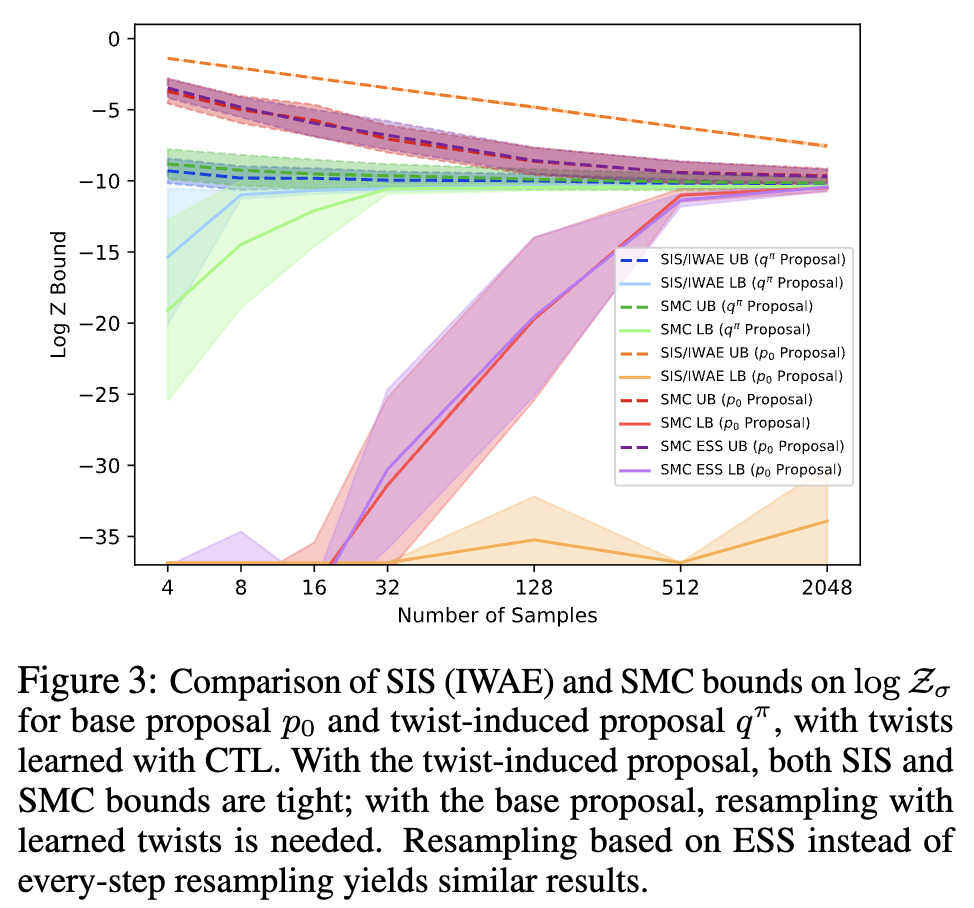 0
−5
−10
−15
−20
−25
−30
−35
Log Z Bound
4 8 16 32 128 512 2048
Number of Samples
SIS/IWAE UB (q^π Proposal)
SIS/IWAE LB (q^π Proposal)
SMC UB (q^π Proposal)
SMC LB (q^π Proposal)
SIS/IWAE UB (p₀ Proposal)
SIS/IWAE LB (p₀ Proposal)
SMC UB (p₀ Proposal)
SMC LB (p₀ Proposal)
SMC ESS UB (p₀ Proposal)
SMC ESS LB (p₀ Proposal)
Figure 3: Comparison of SIS (IWAE) and SMC bounds on log 𝒵_σ
for base proposal p₀ and twist-induced proposal q^π, with twists
learned with CTL. With the twist-induced proposal, both SIS and
SMC bounds are tight; with the base proposal, resampling with
learned twists is needed. Resampling based on ESS instead of
every-step resampling yields similar results.